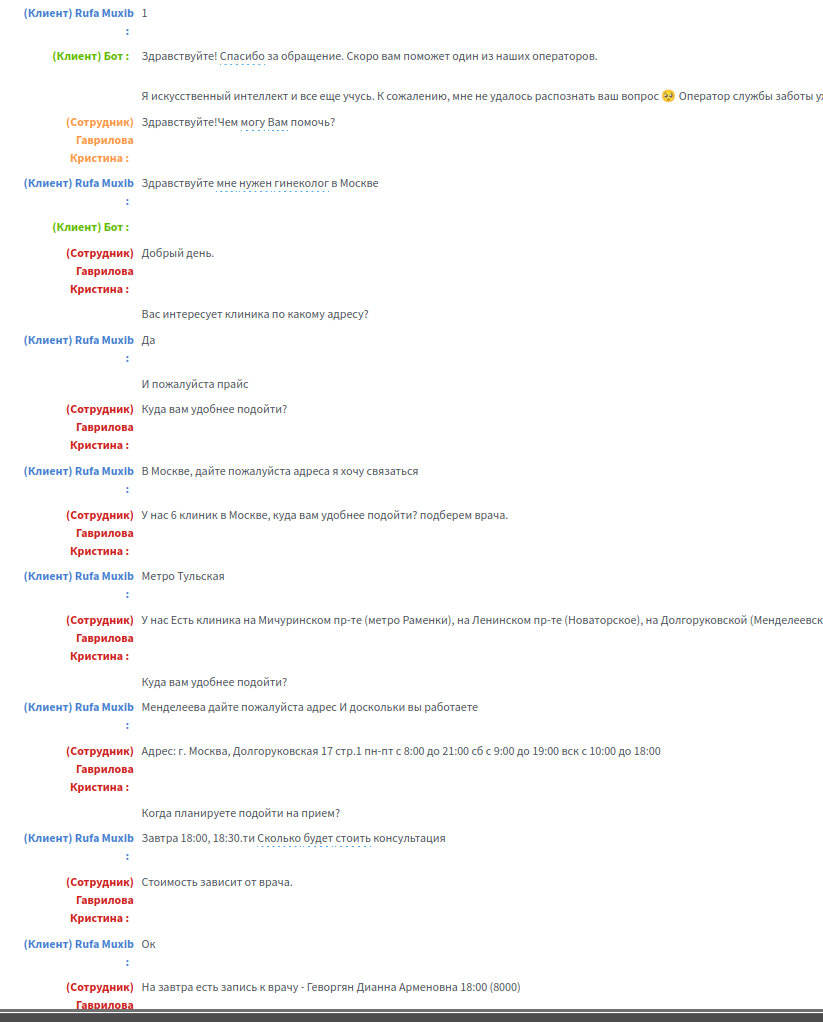 (Клиент) Rufa Muxib 1
:
(Клиент) Бот : Здравствуйте! Спасибо за обращение. Скоро вам поможет один из наших операторов.
Я искусственный интеллект и все еще учусь. К сожалению, мне не удалось распознать ваш вопрос 🥺 Оператор службы заботы
(Сотрудник) Здравствуйте!Чем могу Вам помочь?
Гаврилова
Кристина :
(Клиент) Rufa Muxib Здравствуйте мне нужен гинеколог в Москве
:
(Клиент) Бот :
(Сотрудник) Добрый день.
Гаврилова
Кристина :
Вас интересует клиника по какому адресу?
(Клиент) Rufa Muxib Да
:
И пожалуйста прайс
(Сотрудник) Куда вам удобнее подойти?
Гаврилова
Кристина :
(Клиент) Rufa Muxib В Москве, дайте пожалуйста адреса я хочу связаться
:
(Сотрудник) У нас 6 клиник в Москве, куда вам удобнее подойти? подберем врача.
Гаврилова
Кристина :
(Клиент) Rufa Muxib Метро Тульская
:
(Сотрудник) У нас Есть клиника на Мичуринском пр-те (метро Раменки), на Ленинском пр-те (Новаторское), на Долгоруковской (Менделеевск
Гаврилова
Кристина :
Куда вам удобнее подойти?
(Клиент) Rufa Muxib Менделеева дайте пожалуйста адрес И доскольки вы работаете
:
(Сотрудник) Адрес: г. Москва, Долгоруковская 17 стр.1 пн-пт с 8:00 до 21:00 сб с 9:00 до 19:00 вск с 10:00 до 18:00
Гаврилова
Кристина :
Когда планируете подойти на прием?
(Клиент) Rufa Muxib Завтра 18:00, 18:30.ти Сколько будет стоить консультация
:
(Сотрудник) Стоимость зависит от врача.
Гаврилова
Кристина :
(Клиент) Rufa Muxib Ок
:
(Сотрудник) На завтра есть запись к врачу - Геворгян Дианна Арменовна 18:00 (8000)
Гаврилова